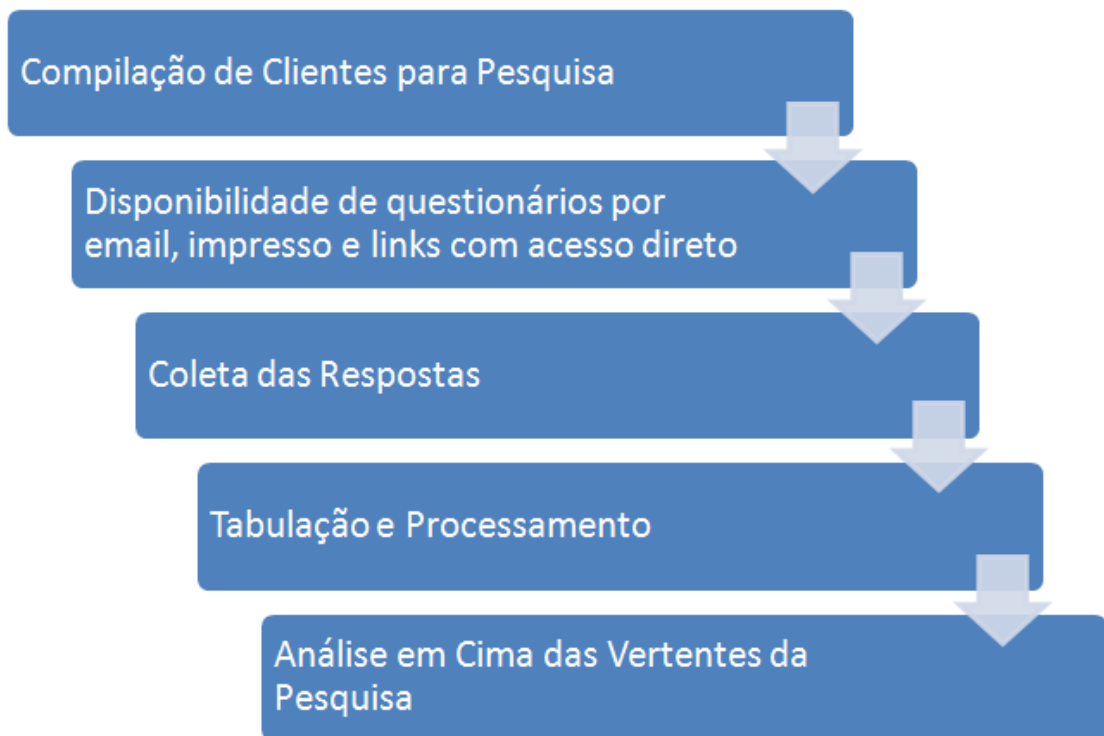 Compilação de Clientes para Pesquisa
Disponibilidade de questionários por
email, impresso e links com acesso direto
Coleta das Respostas
Tabulação e Processamento
Análise em Cima das Vertentes da
Pesquisa